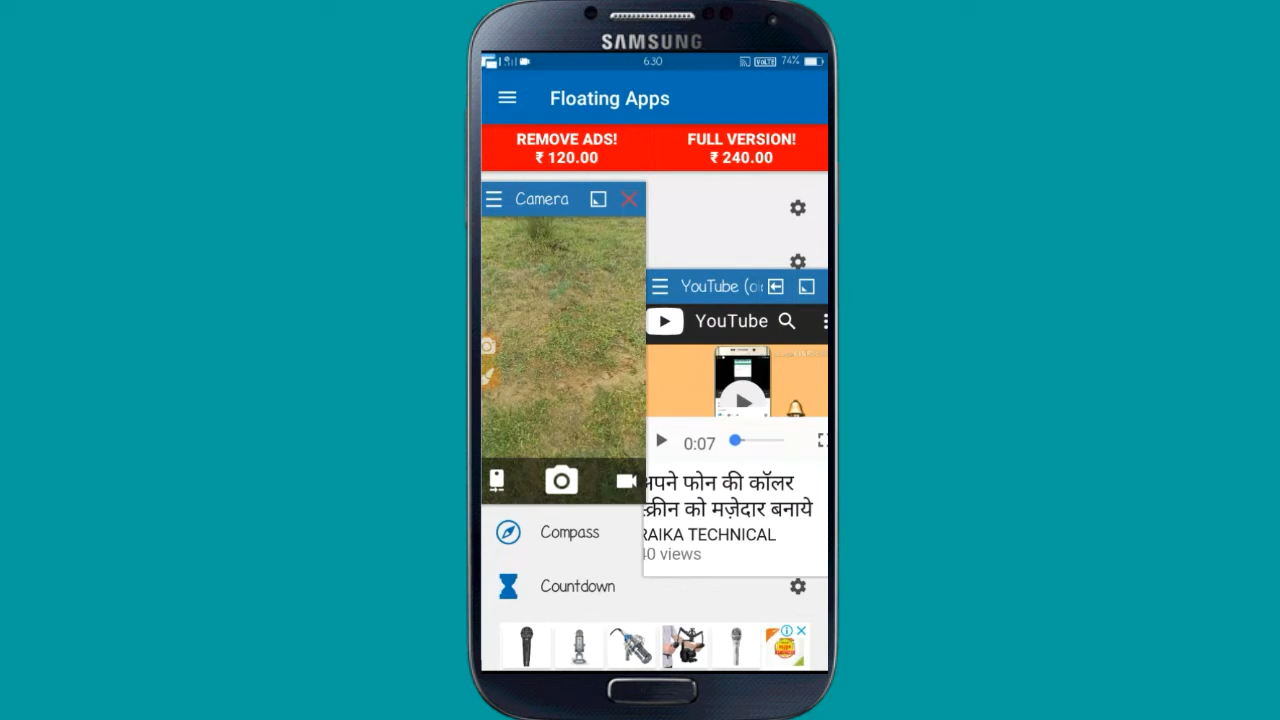 SAMSUNG
6:30
VOLTE 74%
Floating Apps
REMOVE ADS!
₹ 120.00
FULL VERSION!
₹ 240.00
Camera
YouTube
YouTube
0:07
फोन की कॉलर
को मज़ेदार बनाये
RAIKA TECHNICAL
views
Compass
Countdown